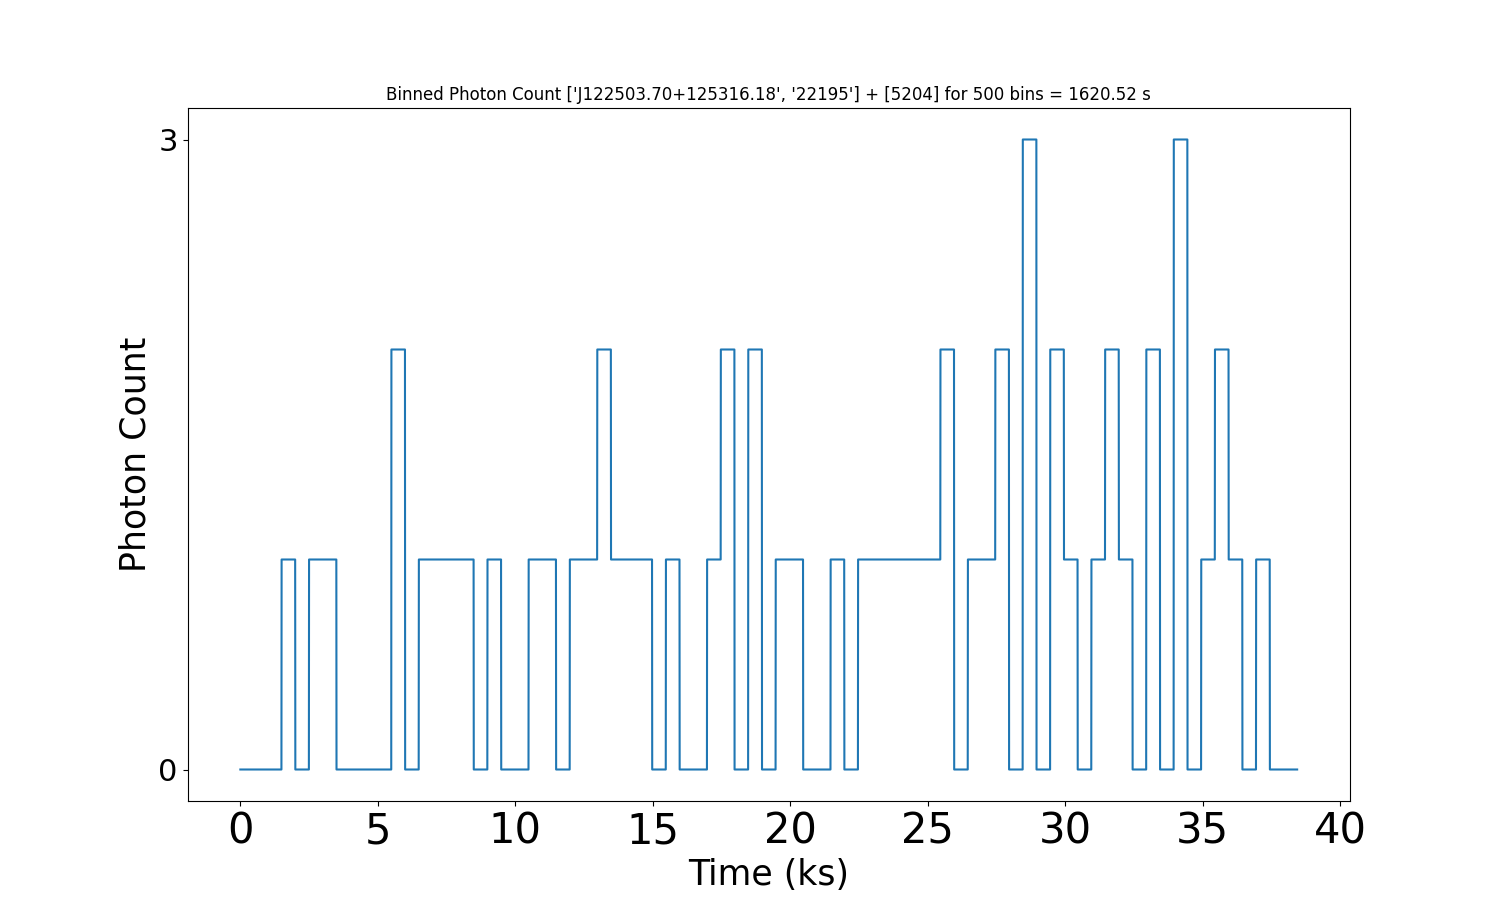 Binned Photon Count ['J122503.70+125316.18', '22195'] + [5204] for 500 bins = 1620.52 s
3
Photon Count
0
0 5 10 15 20 25 30 35 40
Time (ks)